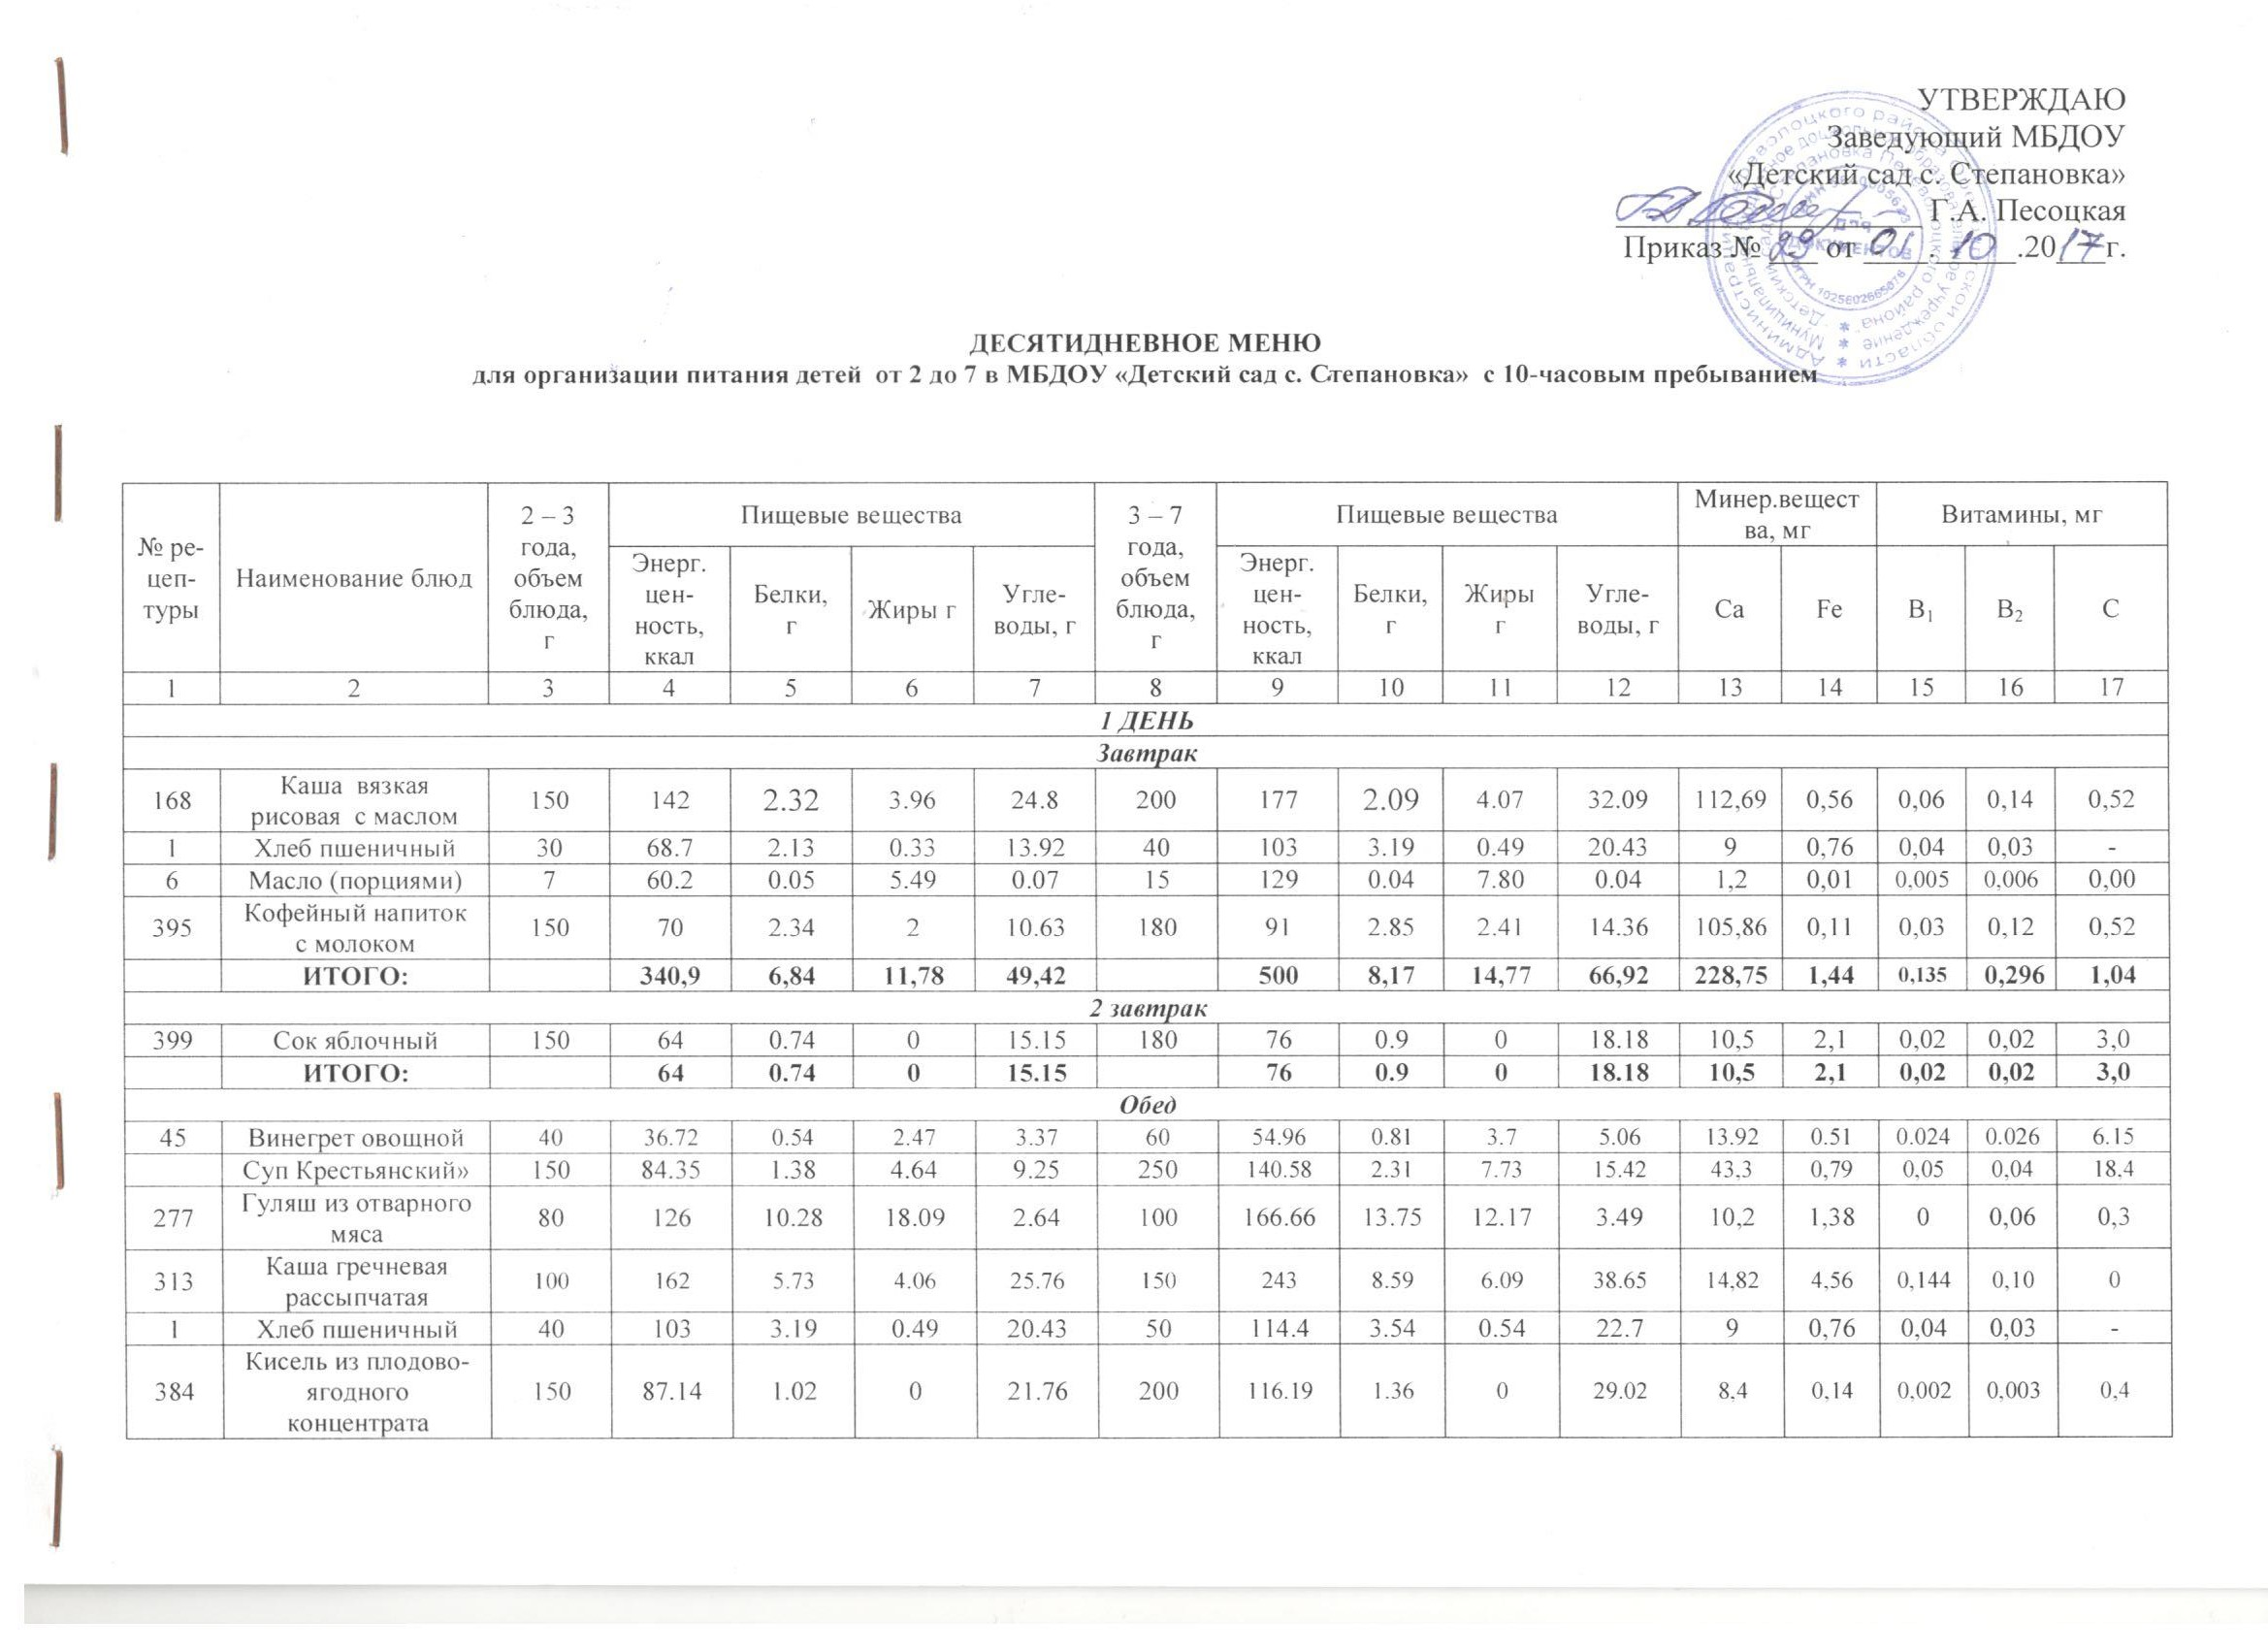 УТВЕРЖДАЮ
Заведующий МБДОУ
«Детский сад с. Степановка»
Г.А. Песоцкая
Приказ № 29 от 01.10.2017г.
ДЕСЯТИДНЕВНОЕ МЕНЮ
для организации питания детей от 2 до 7 в МБДОУ «Детский сад с. Степановка» с 10-часовым пребыванием
№ ре-
цеп-
туры
Наименование блюд
2 – 3
года,
объем
блюда,
г
Пищевые вещества
3 – 7
года,
объем
блюда,
г
Пищевые вещества
Минер.вещест
ва, мг
Витамины, мг
Энерг.
цен-
ность,
ккал
Белки,
г
Жиры г
Угле-
воды, г
Энерг.
цен-
ность,
ккал
Белки,
г
Жиры
г
Угле-
воды, г
Ca
Fe
B₁
B₂
C
1 2 3 4 5 6 7 8 9 10 11 12 13 14 15 16 17
1 ДЕНЬ
Завтрак
168 Каша вязкая
рисовая с маслом 150 142 2.32 3.96 24.8 200 177 2.09 4.07 32.09 112,69 0,56 0,06 0,14 0,52
1 Хлеб пшеничный 30 68.7 2.13 0.33 13.92 40 103 3.19 0.49 20.43 9 0,76 0,04 0,03 -
6 Масло (порциями) 7 60.2 0.05 5.49 0.07 15 129 0.04 7.80 0.04 1,2 0,01 0,005 0,006 0,00
395 Кофейный напиток
с молоком 150 70 2.34 2 10.63 180 91 2.85 2.41 14.36 105,86 0,11 0,03 0,12 0,52
ИТОГО: 340,9 6,84 11,78 49,42 500 8,17 14,77 66,92 228,75 1,44 0,135 0,296 1,04
2 завтрак
399 Сок яблочный 150 64 0.74 0 15.15 180 76 0.9 0 18.18 10,5 2,1 0,02 0,02 3,0
ИТОГО: 64 0.74 0 15.15 76 0.9 0 18.18 10,5 2,1 0,02 0,02 3,0
Обед
45 Винегрет овощной 40 36.72 0.54 2.47 3.37 60 54.96 0.81 3.7 5.06 13.92 0.51 0.024 0.026 6.15
Суп Крестьянский» 150 84.35 1.38 4.64 9.25 250 140.58 2.31 7.73 15.42 43,3 0,79 0,05 0,04 18,4
277 Гуляш из отварного
мяса 80 126 10.28 18.09 2.64 100 166.66 13.75 12.17 3.49 10,2 1,38 0 0,06 0,3
313 Каша гречневая
рассыпчатая 100 162 5.73 4.06 25.76 150 243 8.59 6.09 38.65 14,82 4,56 0,144 0,10 0
1 Хлеб пшеничный 40 103 3.19 0.49 20.43 50 114.4 3.54 0.54 22.7 9 0,76 0,04 0,03 -
384 Кисель из плодово-
ягодного
концентрата 150 87.14 1.02 0 21.76 200 116.19 1.36 0 29.02 8,4 0,14 0,002 0,003 0,4